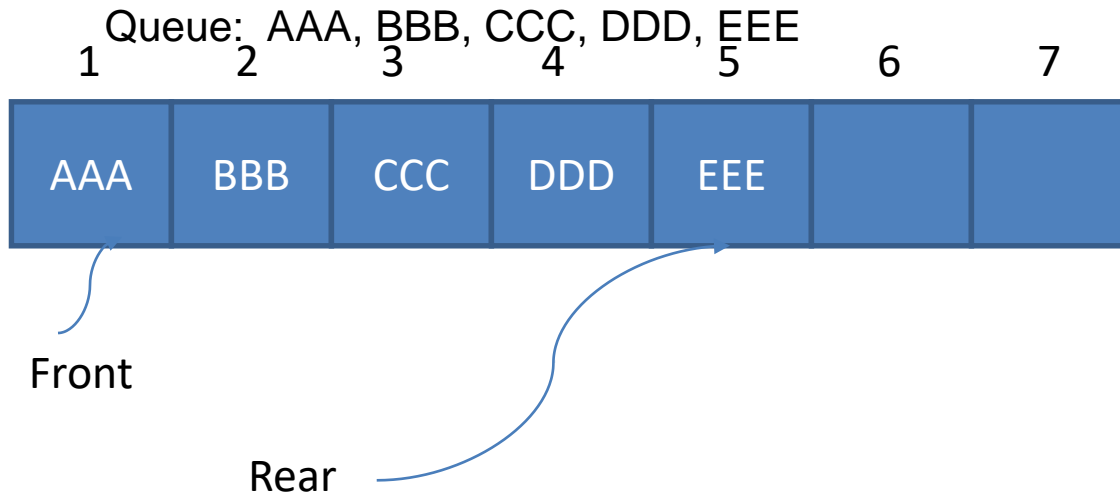 Queue: AAA, BBB, CCC, DDD, EEE
1 2 3 4 5 6 7
AAA BBB CCC DDD EEE
Front
Rear